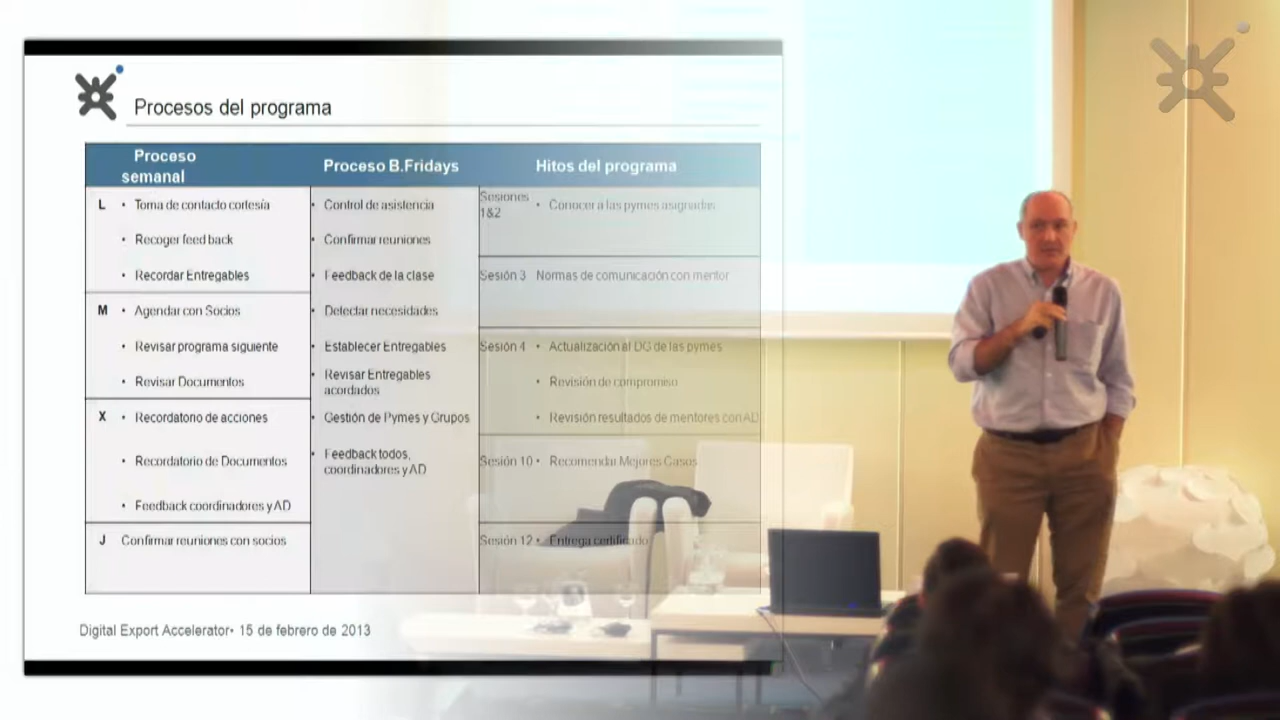 Procesos del programa
Proceso
semanal
Proceso B.Fridays
Hitos del programa
L • Toma de contacto cortesía
• Recoger feed back
• Recordar Entregables
M • Agendar con Socios
• Revisar programa siguiente
• Revisar Documentos
X • Recordatorio de acciones
• Recordatorio de Documentos
• Feedback coordinadores y AD
J Confirmar reuniones con socios
• Control de asistencia
• Confirmar reuniones
• Feedback de la clase
• Detectar necesidades
• Establecer Entregables
• Revisar Entregables
acordados
• Gestión de Pymes y Grupos
• Feedback todos,
coordinadores y AD
Sesiones
1&2
• Conocer a las pymes asignadas
Sesión 3 Normas de comunicación con mentor
Sesión 4 • Actualización al DG de las pymes
• Revisión de compromiso
• Revisión resultados de mentores con AD
Sesión 10 • Recomendar Mejores Casos
Sesión 12 • Entrega certificado
Digital Export Accelerator• 15 de febrero de 2013